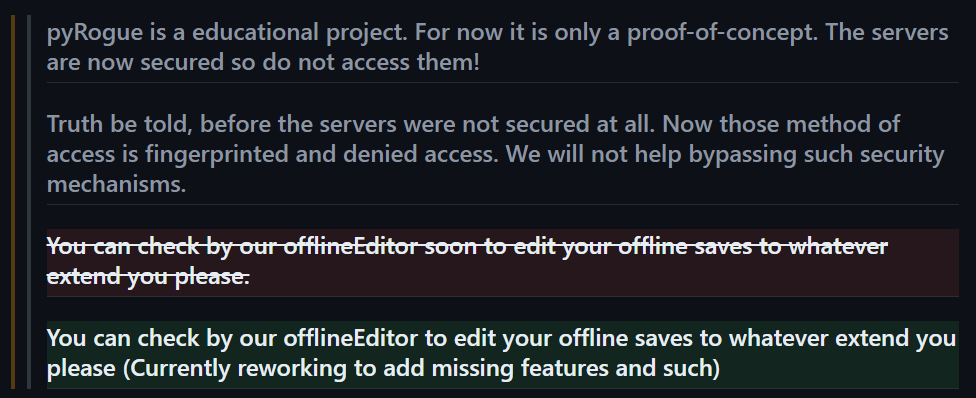 pyRogue is a educational project. For now it is only a proof-of-concept. The servers
are now secured so do not access them!
Truth be told, before the servers were not secured at all. Now those method of
access is fingerprinted and denied access. We will not help bypassing such security
mechanisms.
You can check by our offlineEditor soon to edit your offline saves to whatever
extend you please.
You can check by our offlineEditor to edit your offline saves to whatever extend you
please (Currently reworking to add missing features and such)